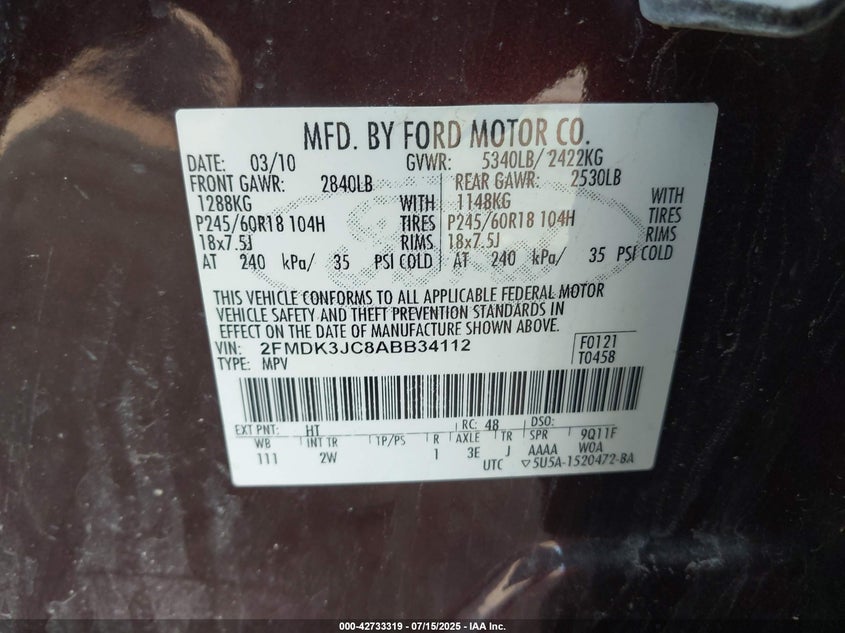 MFD. BY FORD MOTOR CO.
DATE: 03/10 GVWR: 5340LB/ 2422KG
FRONT GAWR: 2840LB REAR GAWR: 2530LB
1288KG WITH 1148KG WITH
P245/60R18 104H TIRES P245/60R18 104H TIRES
18x7.5J RIMS 18x7.5J RIMS
AT 240 kPa/ 35 PSI COLD AT 240 kPa/ 35 PSI COLD
THIS VEHICLE CONFORMS TO ALL APPLICABLE FEDERAL MOTOR
VEHICLE SAFETY AND THEFT PREVENTION STANDARDS IN
EFFECT ON THE DATE OF MANUFACTURE SHOWN ABOVE.
VIN: 2FMDK3JC8ABB34112 F0121
TYPE: MPV T0458
EXT PNT: HT RC: 48 DSO:
WB INT TR TP/PS R AXLE TR SPR 9Q11F
111 2W 1 3E J AAAA W0A
UTC ▽5U5A-1520472-BA
000-42733319 / 07/15/2025 - IAA Inc.